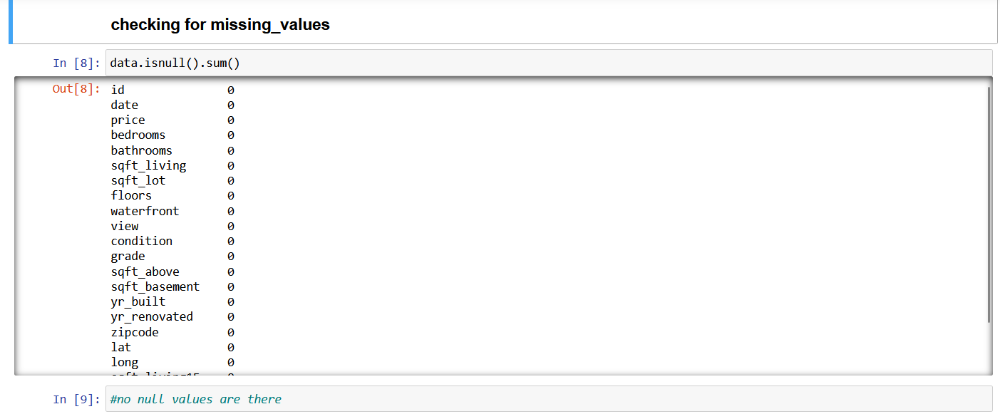 checking for missing_values
In [8]: data.isnull().sum()
Out[8]: id 0
date 0
price 0
bedrooms 0
bathrooms 0
sqft_living 0
sqft_lot 0
floors 0
waterfront 0
view 0
condition 0
grade 0
sqft_above 0
sqft_basement 0
yr_built 0
yr_renovated 0
zipcode 0
lat 0
long 0
In [9]: #no null values are there